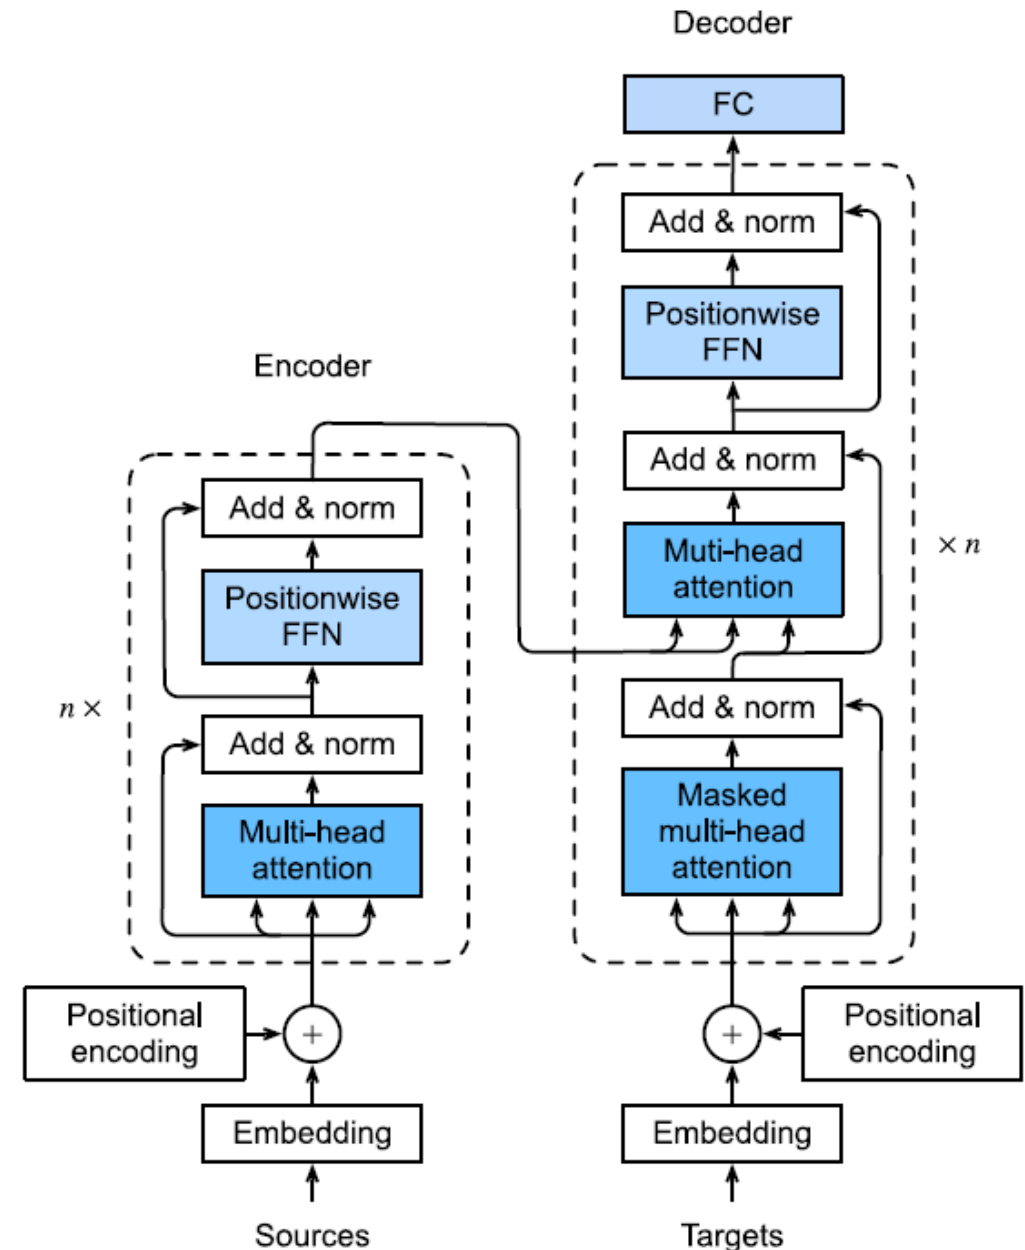 Decoder
FC
Add & norm
Positionwise
FFN
Add & norm
Muti-head
attention
× n
Add & norm
Masked
multi-head
attention
Positional
encoding
+
Embedding
Targets
Encoder
Add & norm
Positionwise
FFN
n ×
Add & norm
Multi-head
attention
Positional
encoding
+
Embedding
Sources